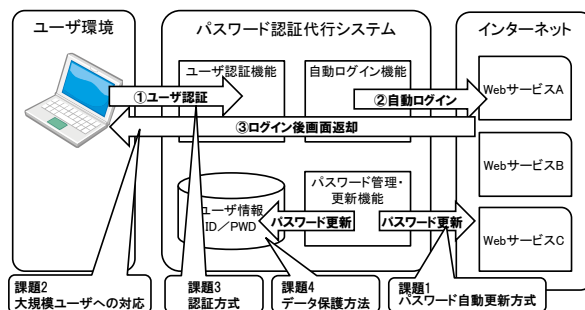 ユーザ環境
パスワード認証代行システム
インターネット
ユーザ認証機能
自動ログイン機能
WebサービスA
①ユーザ認証
②自動ログイン
③ログイン後画面返却
WebサービスB
パスワード管理・
更新機能
ユーザ情報
ID/PWD
パスワード更新
パスワード更新
WebサービスC
課題2
大規模ユーザへの対応
課題3
認証方式
課題4
データ保護方法
課題1
パスワード自動更新方式